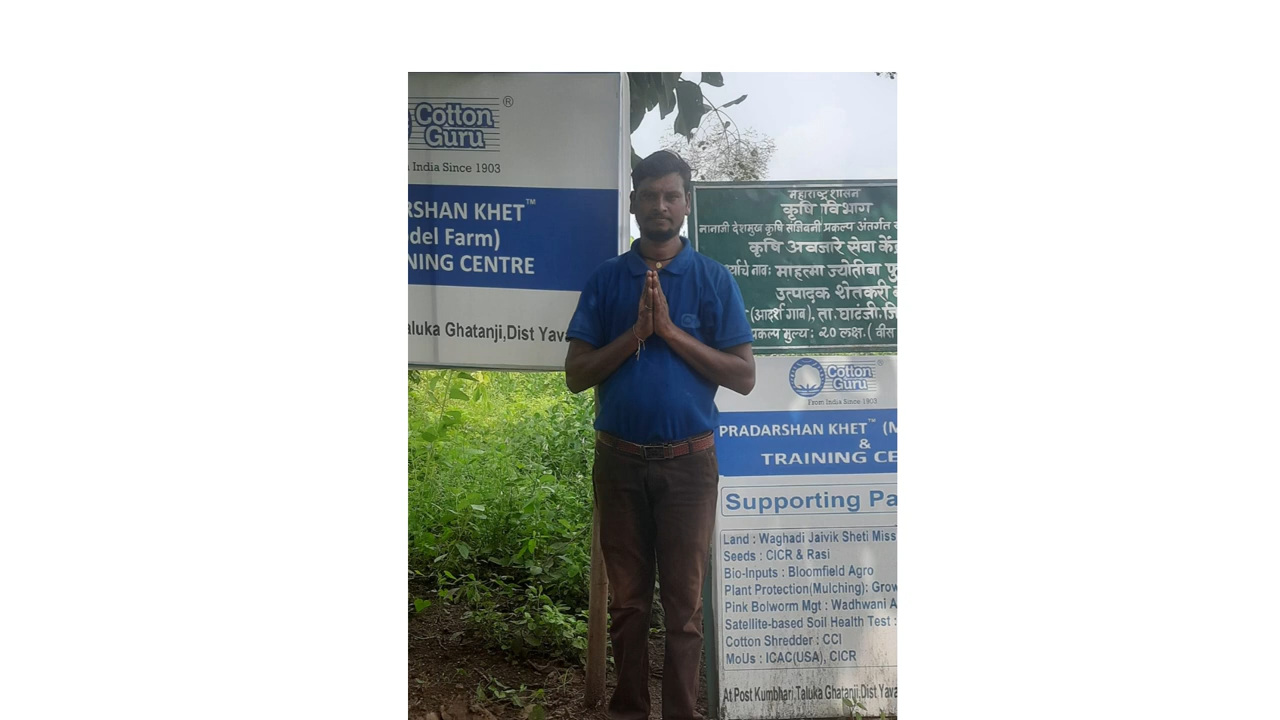 Cotton
Guru
®
India Since 1903
RSHAN KHET™
del Farm)
NING CENTRE
aluka Ghatanji,Dist Yava
महाराष्ट्र शासन
कृषि विभाग
नानाजी देशमुख कृषि संजिवनी प्रकल्प अंतर्गत
कृषि अवजारे सेवा केंद्र
र्याचे नाव: माहत्मा ज्योतीबा फु
उत्पादक शेतकरी
(आदर्श गाव), ता. घाटंजी. जि
प्रकल्प मुल्य: २० लक्ष. ( वीस
Cotton
Guru
®
From India Since 1903
PRADARSHAN KHET™ (M
&
TRAINING CE
Supporting Pa
Land : Waghadi Jaivik Sheti Miss
Seeds : CICR & Rasi
Bio-Inputs : Bloomfield Agro
Plant Protection(Mulching): Grow
Pink Bolworm Mgt : Wadhwani A
Satellite-based Soil Health Test :
Cotton Shredder : CCI
MoUs : ICAC(USA), CICR
At Post Kumbhari,Taluka Ghatanji,Dist Yava